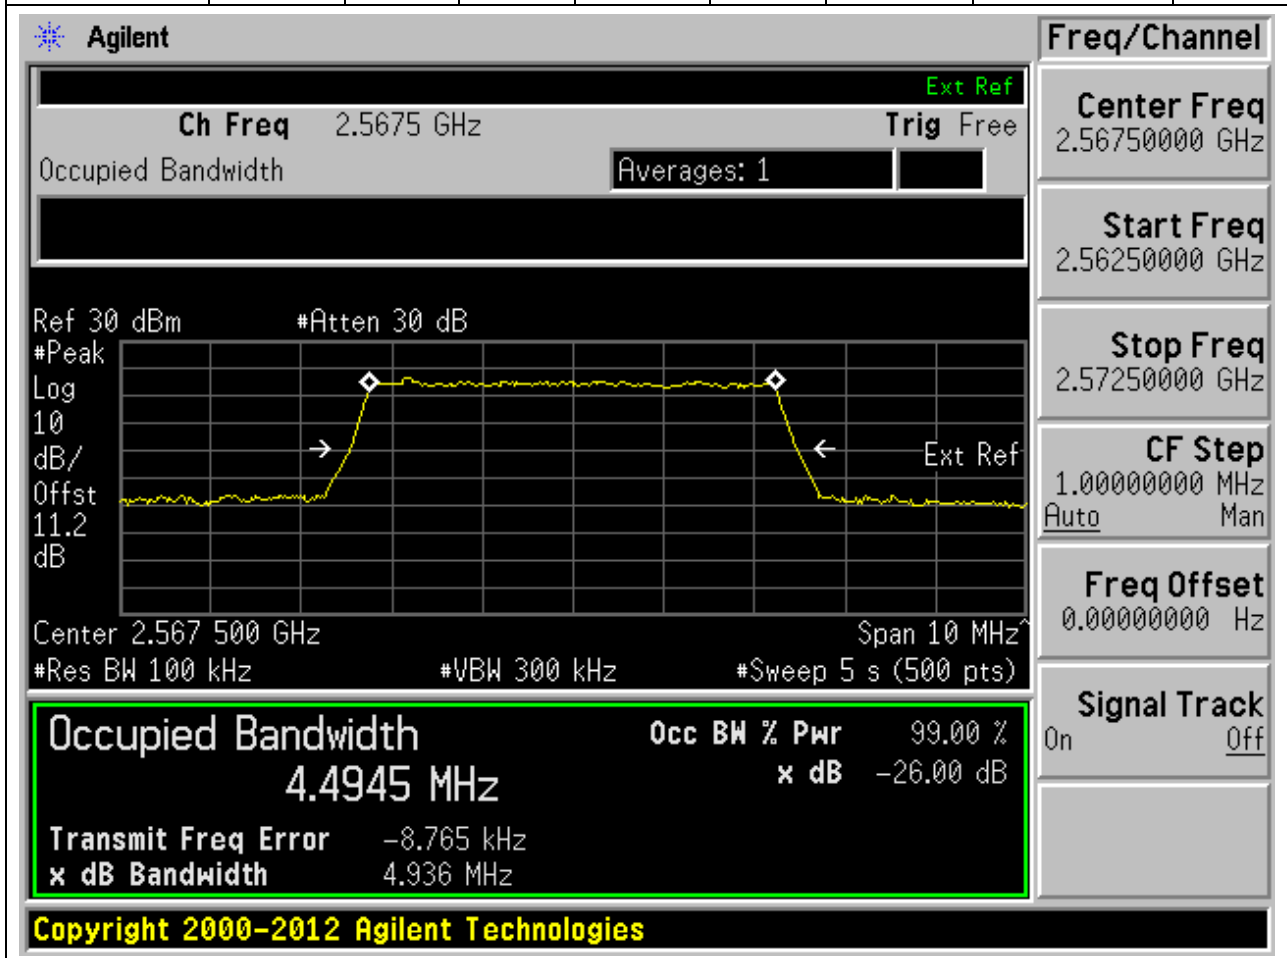 Agilent
Freq/Channel
Ext Ref
Ch Freq 2.5675 GHz Trig Free
Occupied Bandwidth Averages: 1
Center Freq
2.56750000 GHz
Start Freq
2.56250000 GHz
Stop Freq
2.57250000 GHz
CF Step
1.00000000 MHz
Auto Man
Freq Offset
0.00000000 Hz
Signal Track
On Off
Ref 30 dBm #Atten 30 dB
#Peak
Log
10
dB/
Offst
11.2
dB
Ext Ref
Center 2.567 500 GHz Span 10 MHz^
#Res BW 100 kHz #VBW 300 kHz #Sweep 5 s (500 pts)
Occupied Bandwidth
4.4945 MHz
Occ BW % Pwr 99.00 %
x dB -26.00 dB
Transmit Freq Error -8.765 kHz
x dB Bandwidth 4.936 MHz
Copyright 2000-2012 Agilent Technologies